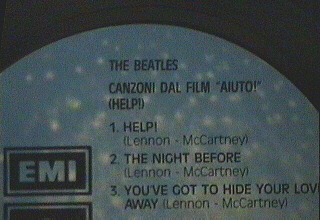 THE BEATLES
CANZONI DAL FILM "AIUTO!"
(HELP!)
1. HELP!
(Lennon - McCartney)
2. THE NIGHT BEFORE
(Lennon - McCartney)
3. YOU'VE GOT TO HIDE YOUR LOV
AWAY (Lennon - McCartney)
EMI